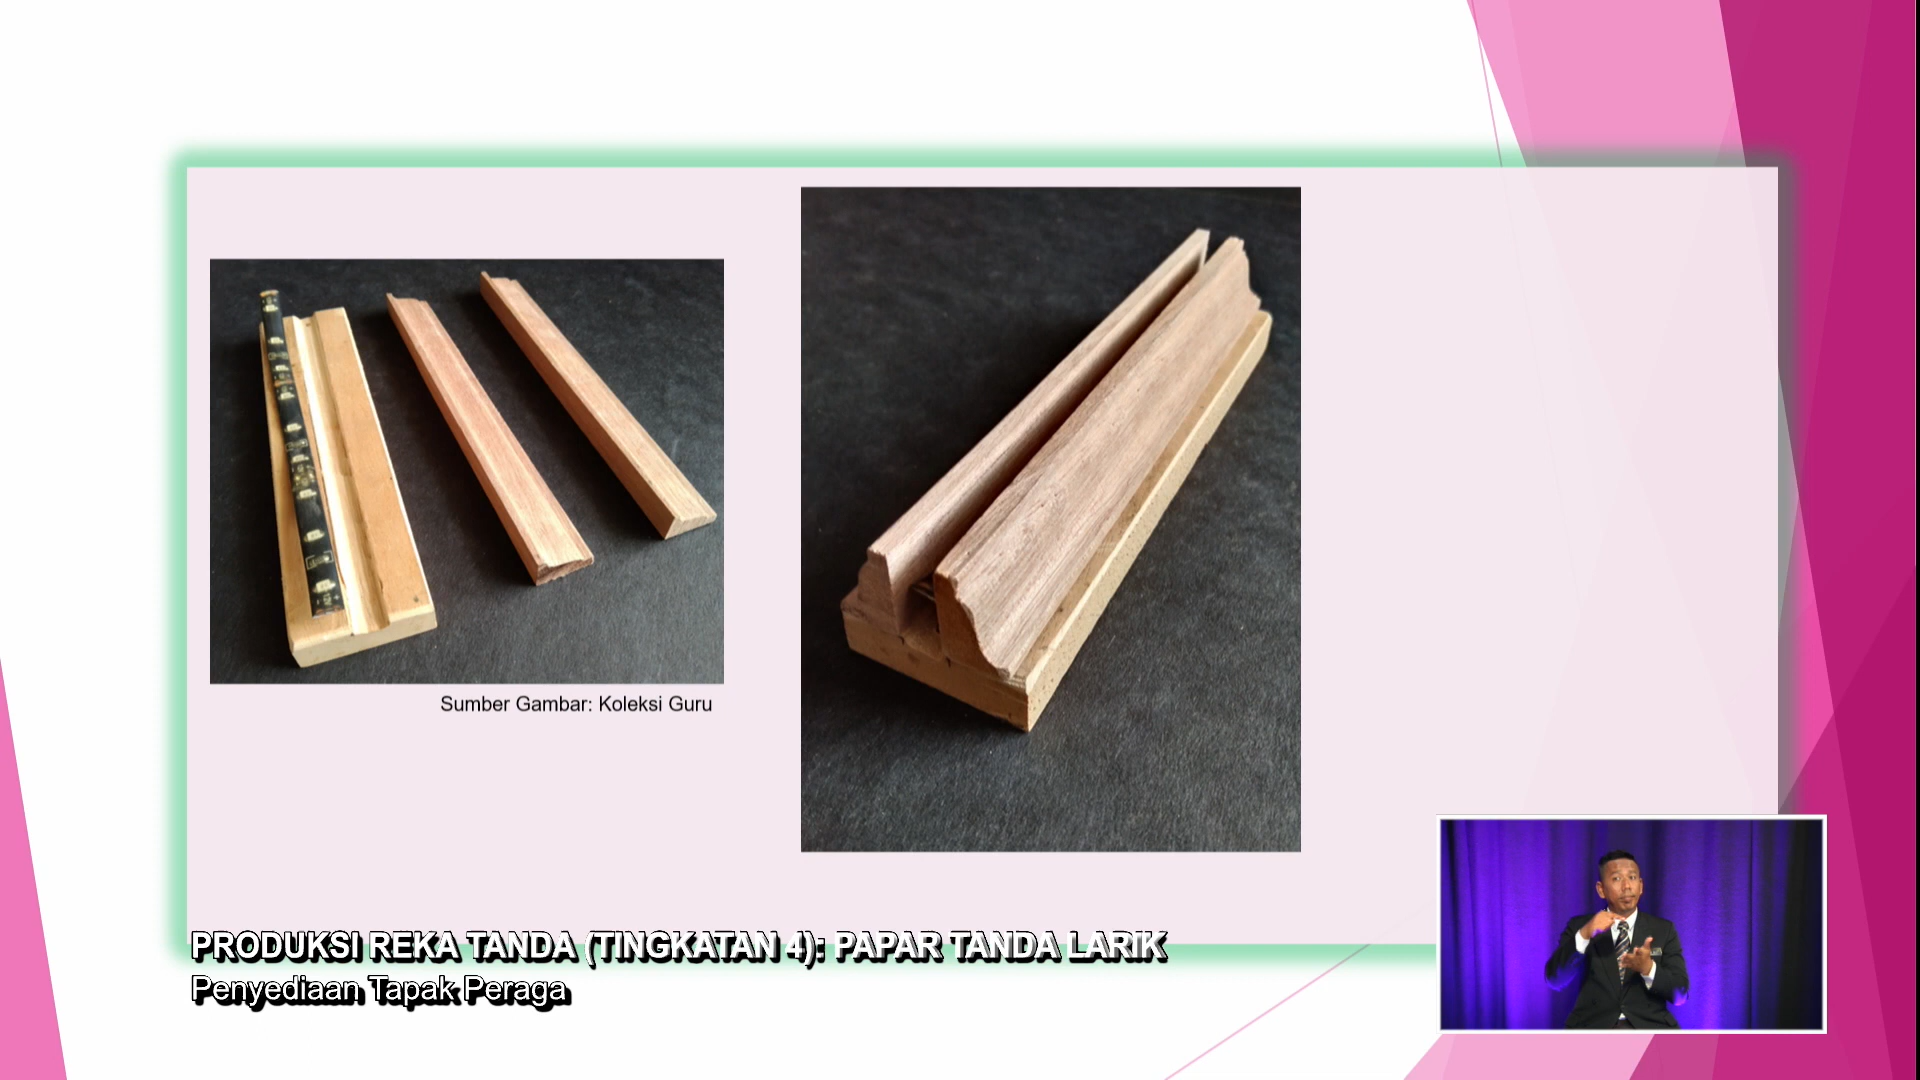 Sumber Gambar: Koleksi Guru
PRODUKSI REKA TANDA (TINGKATAN 4): PAPAR TANDA LARIK
Penyediaan Tapak Peraga